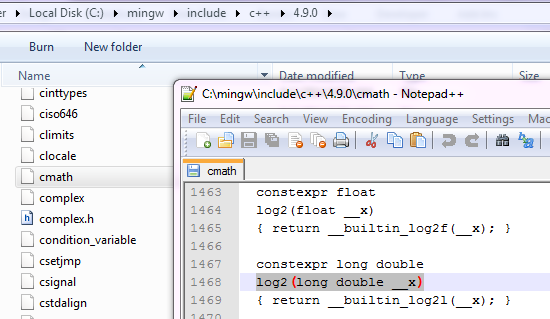 r ▸ Local Disk (C:) ▸ mingw ▸ include ▸ c++ ▸ 4.9.0 ▸
Burn New folder
Name Date modified Type Size
C:\mingw\include\c++\4.9.0\cmath - Notepad++
File Edit Search View Encoding Language Settings Mac
cmath
cinttypes
ciso646
climits
clocale
cmath
complex
complex.h
condition_variable
csetjmp
csignal
cstdalign
1463 constexpr float
1464 log2(float __x)
1465 { return __builtin_log2f(__x); }
1466
1467 constexpr long double
1468 log2(long double __x)
1469 { return __builtin_log2l(__x); }
1470